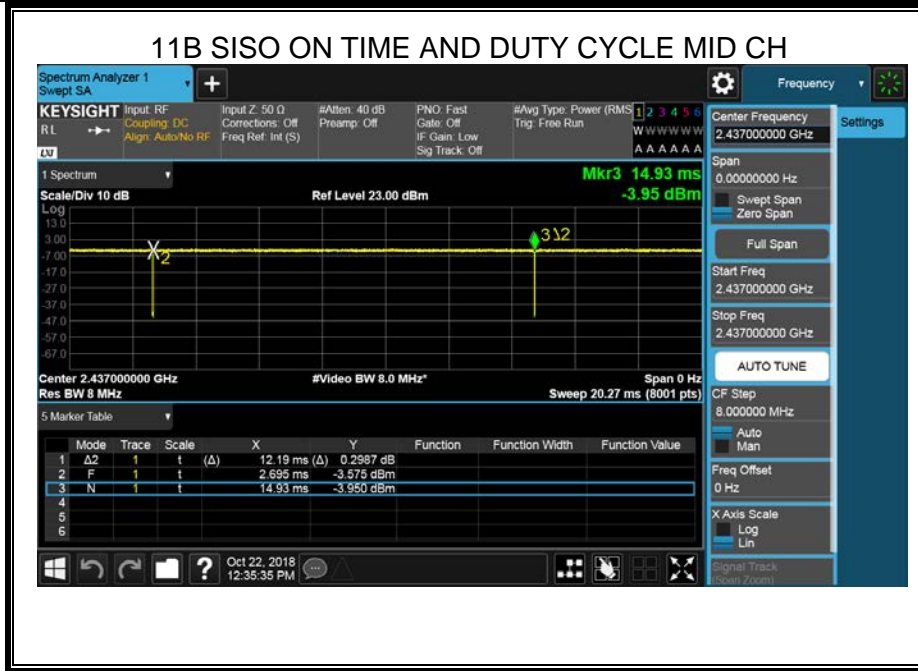 11B SISO ON TIME AND DUTY CYCLE MID CH
Spectrum Analyzer 1
Swept SA
+
Frequency
KEYSIGHT
RL
LXI
Input: RF
Coupling: DC
Align: Auto/No RF
Input Z: 50 Ω
Corrections: Off
Freq Ref: Int (S)
#Atten: 40 dB
Preamp: Off
PNO: Fast
Gate: Off
IF Gain: Low
Sig Track: Off
#Avg Type: Power (RMS
Trig: Free Run
1 2 3 4 5 6
W W W W W W
A A A A A A
1 Spectrum
Scale/Div 10 dB
Ref Level 23.00 dBm
Mkr3 14.93 ms
-3.95 dBm
Log
13.0
3.00
-7.00
-17.0
-27.0
-37.0
-47.0
-57.0
-67.0
X2
3Δ2
Center 2.437000000 GHz
#Video BW 8.0 MHz*
Span 0 Hz
Res BW 8 MHz
Sweep 20.27 ms (8001 pts)
5 Marker Table
Mode Trace Scale X Y Function Function Width Function Value
1 Δ2 1 t (Δ) 12.19 ms (Δ) 0.2987 dB
2 F 1 t 2.695 ms -3.575 dBm
3 N 1 t 14.93 ms -3.950 dBm
4
5
6
?
Oct 22, 2018
12:35:35 PM
Center Frequency
2.437000000 GHz
Settings
Span
0.00000000 Hz
Swept Span
Zero Span
Full Span
Start Freq
2.437000000 GHz
Stop Freq
2.437000000 GHz
AUTO TUNE
CF Step
8.000000 MHz
Auto
Man
Freq Offset
0 Hz
X Axis Scale
Log
Lin
Signal Track
(Span Zoom)